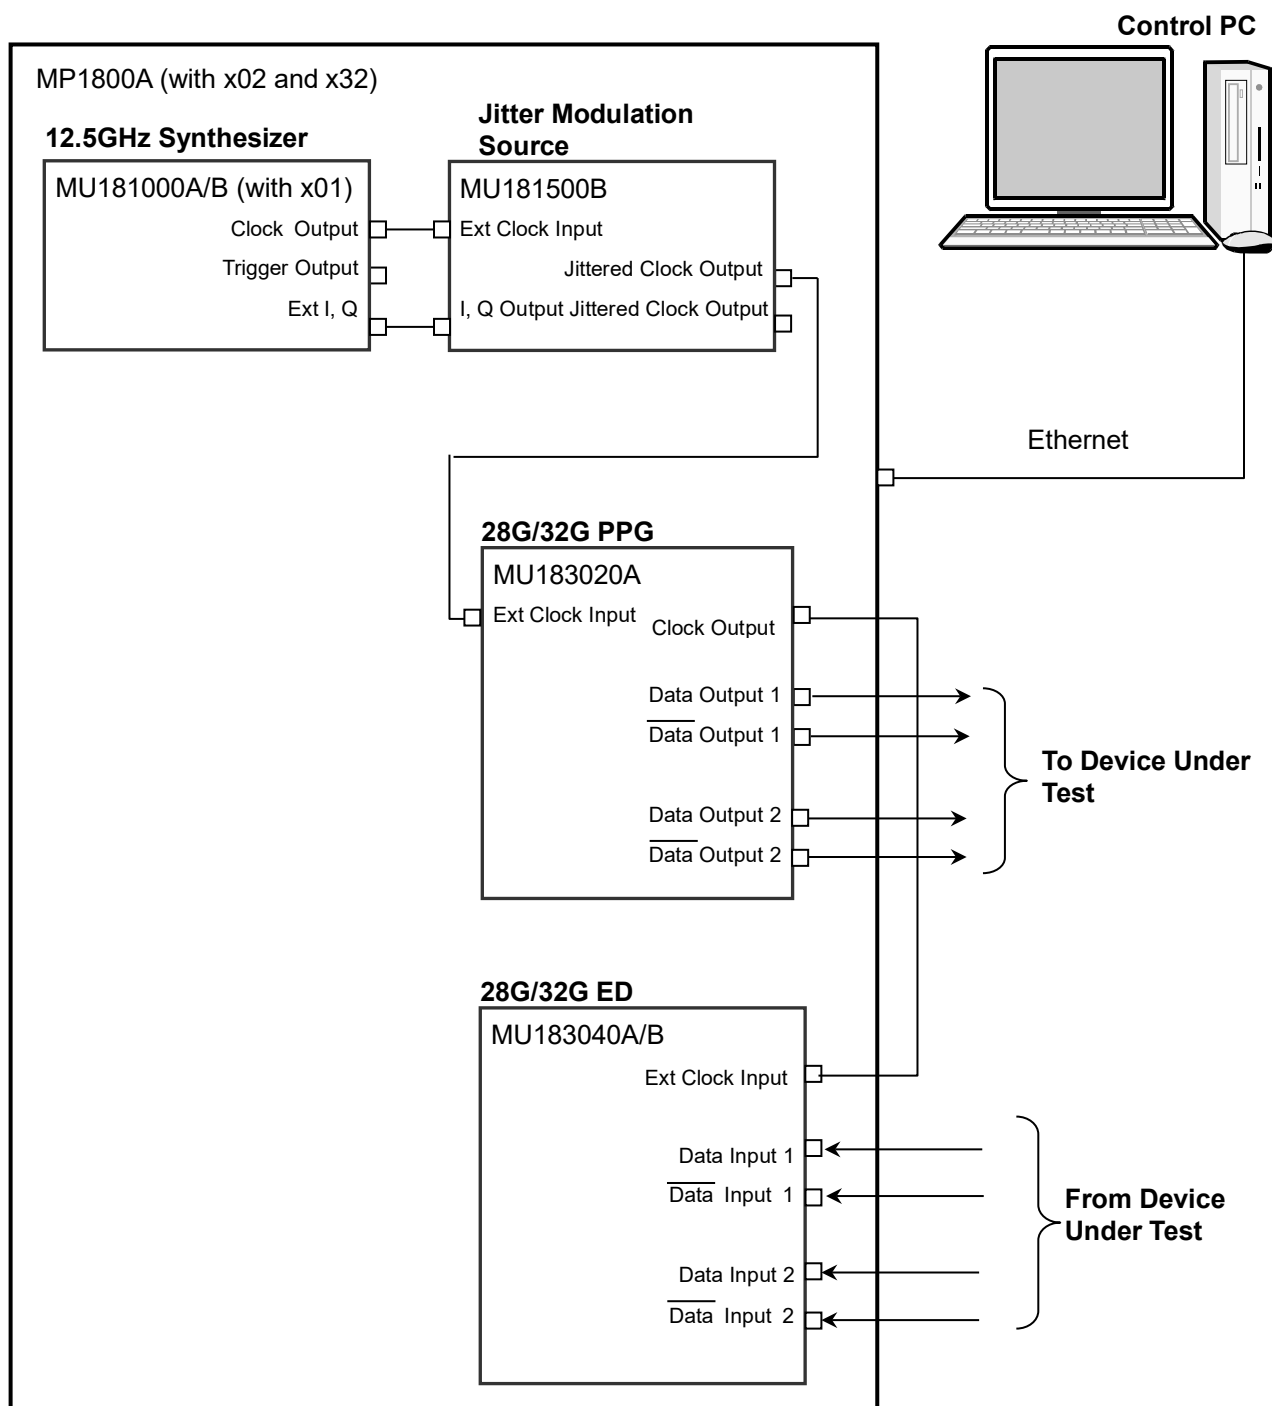 Control PC
MP1800A (with x02 and x32)
12.5GHz Synthesizer
MU181000A/B (with x01)
Clock Output
Trigger Output
Ext I, Q
Jitter Modulation
Source
MU181500B
Ext Clock Input
Jittered Clock Output
I, Q Output Jittered Clock Output
Ethernet
28G/32G PPG
MU183020A
Ext Clock Input
Clock Output
Data Output 1
Data Output 1
Data Output 2
Data Output 2
To Device Under
Test
28G/32G ED
MU183040A/B
Ext Clock Input
Data Input 1
Data Input 1
Data Input 2
Data Input 2
From Device
Under Test